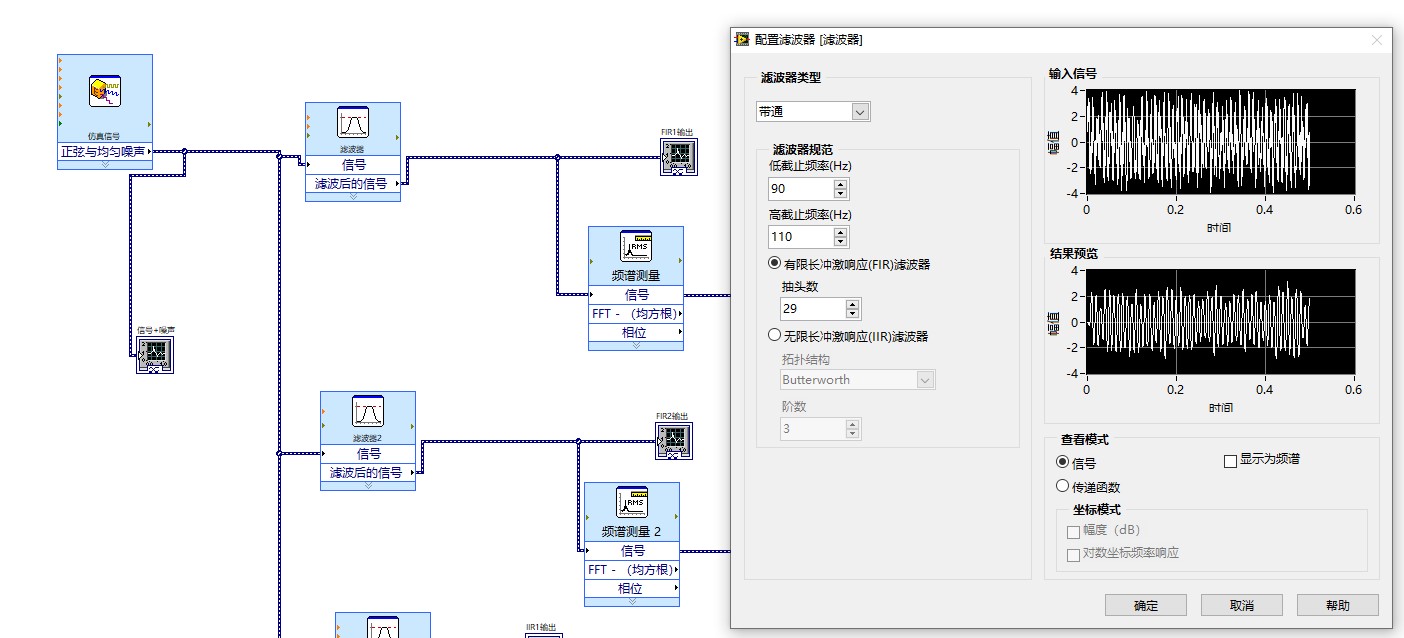 仿真信号
正弦与均匀噪声
信号+噪声
滤波器
信号
滤波后的信号
FIR1输出
RMS
频谱测量
信号
FFT - （均方根）
相位
滤波器2
信号
滤波后的信号
FIR2输出
RMS
频谱测量 2
信号
FFT - （均方根）
相位
IIR1输出
配置滤波器 [滤波器]
滤波器类型
带通
滤波器规范
低截止频率(Hz)
90
高截止频率(Hz)
110
有限长冲激响应(FIR)滤波器
抽头数
29
无限长冲激响应(IIR)滤波器
拓扑结构
Butterworth
阶数
3
输入信号
幅值
4
2
0
-2
-4
0 0.2 0.4 0.6
时间
结果预览
幅值
4
2
0
-2
-4
0 0.2 0.4 0.6
时间
查看模式
信号
显示为频谱
传递函数
坐标模式
幅度（dB）
对数坐标频率响应
确定 取消 帮助